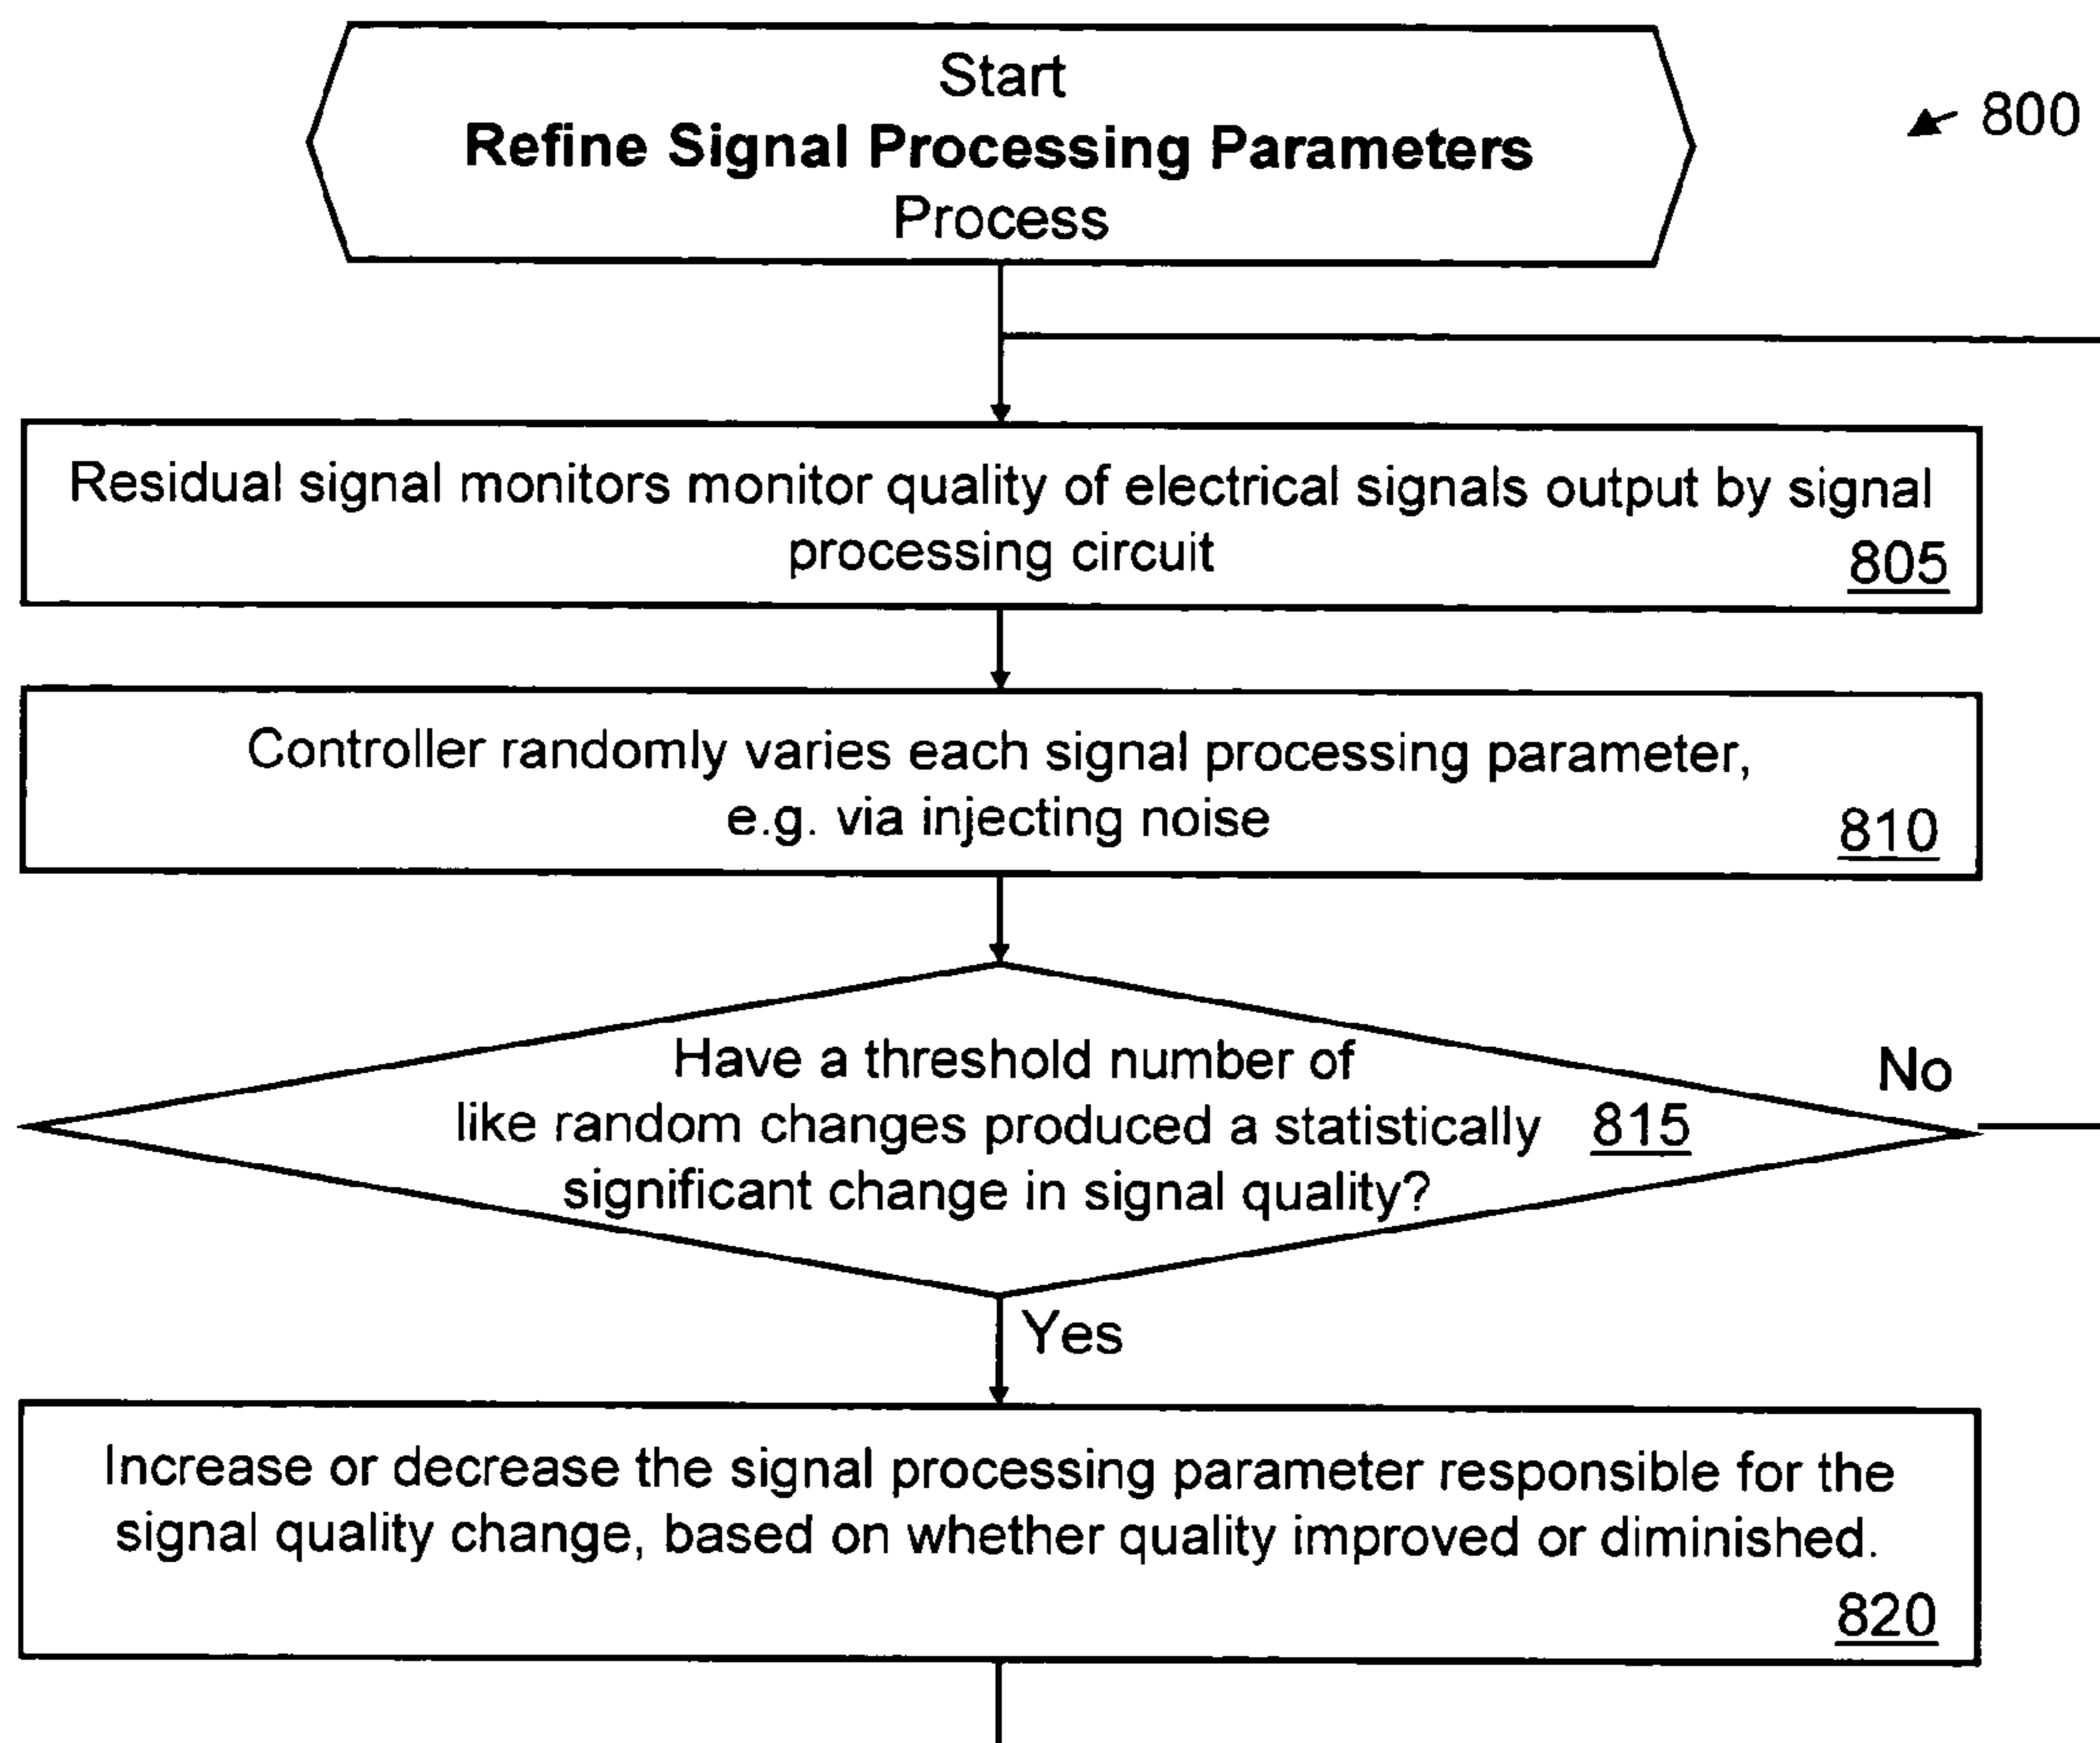 Start
Refine Signal Processing Parameters
Process
800
Residual signal monitors monitor quality of electrical signals output by signal
processing circuit
805
Controller randomly varies each signal processing parameter,
e.g. via injecting noise
810
Have a threshold number of
like random changes produced a statistically
significant change in signal quality?
815
No
Yes
Increase or decrease the signal processing parameter responsible for the
signal quality change, based on whether quality improved or diminished.
820